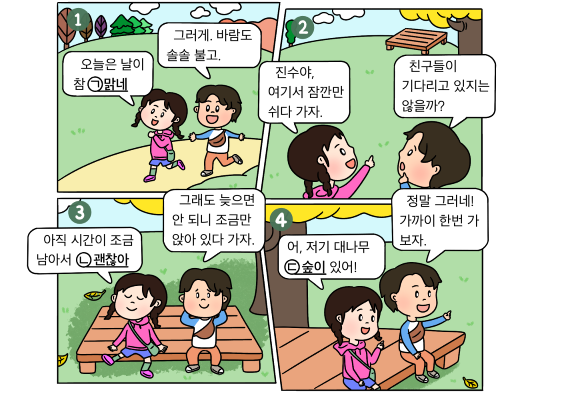 1
오늘은 날이
참 ㉠맑네
그러게. 바람도
솔솔 불고.
2
진수야,
여기서 잠깐만
쉬다 가자.
친구들이
기다리고 있지는
않을까?
3
아직 시간이 조금
남아서 ㉡괜찮아
그래도 늦으면
안 되니 조금만
앉아 있다 가자.
4
어, 저기 대나무
㉢숲이 있어!
정말 그러네!
가까이 한번 가
보자.